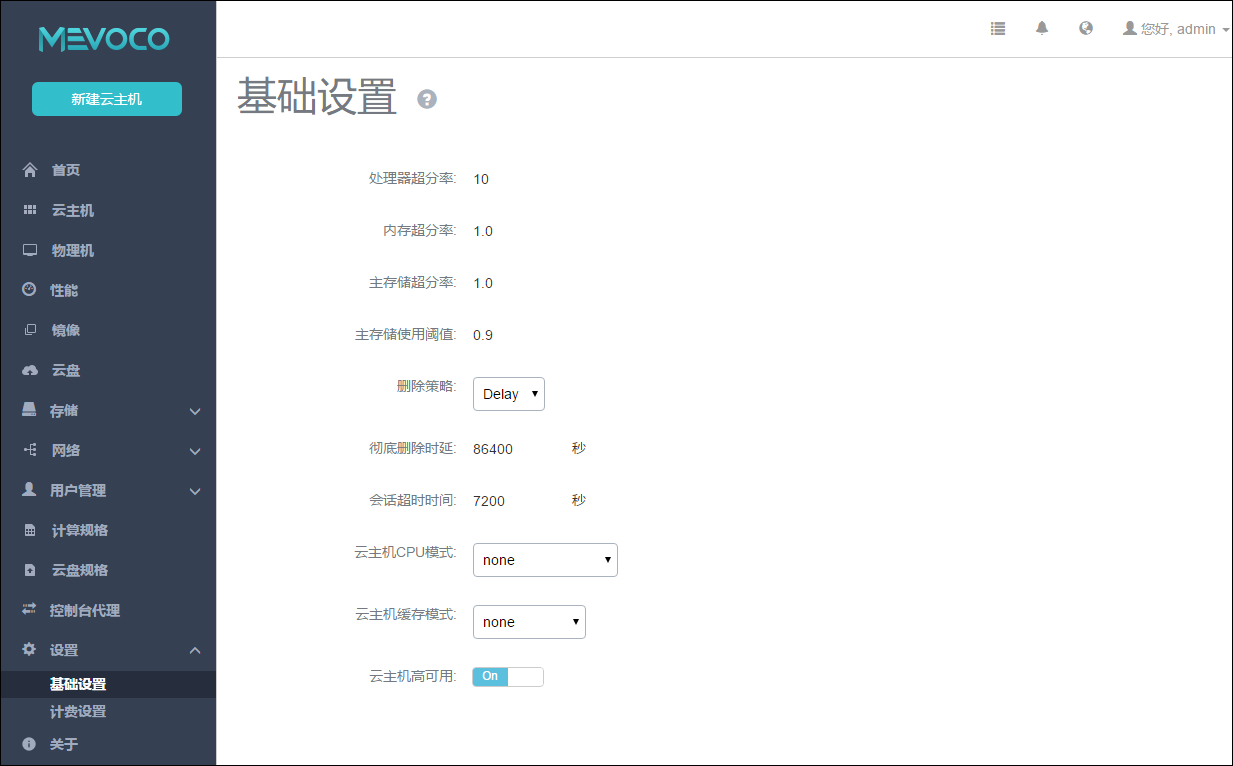 MEVOCO
新建云主机
首页
云主机
物理机
性能
镜像
云盘
存储
网络
用户管理
计算规格
云盘规格
控制台代理
设置
基础设置
计费设置
关于
您好, admin
基础设置 ?
处理器超分率: 10
内存超分率: 1.0
主存储超分率: 1.0
主存储使用阈值: 0.9
删除策略: Delay
彻底删除时延: 86400 秒
会话超时时间: 7200 秒
云主机CPU模式: none
云主机缓存模式: none
云主机高可用: On